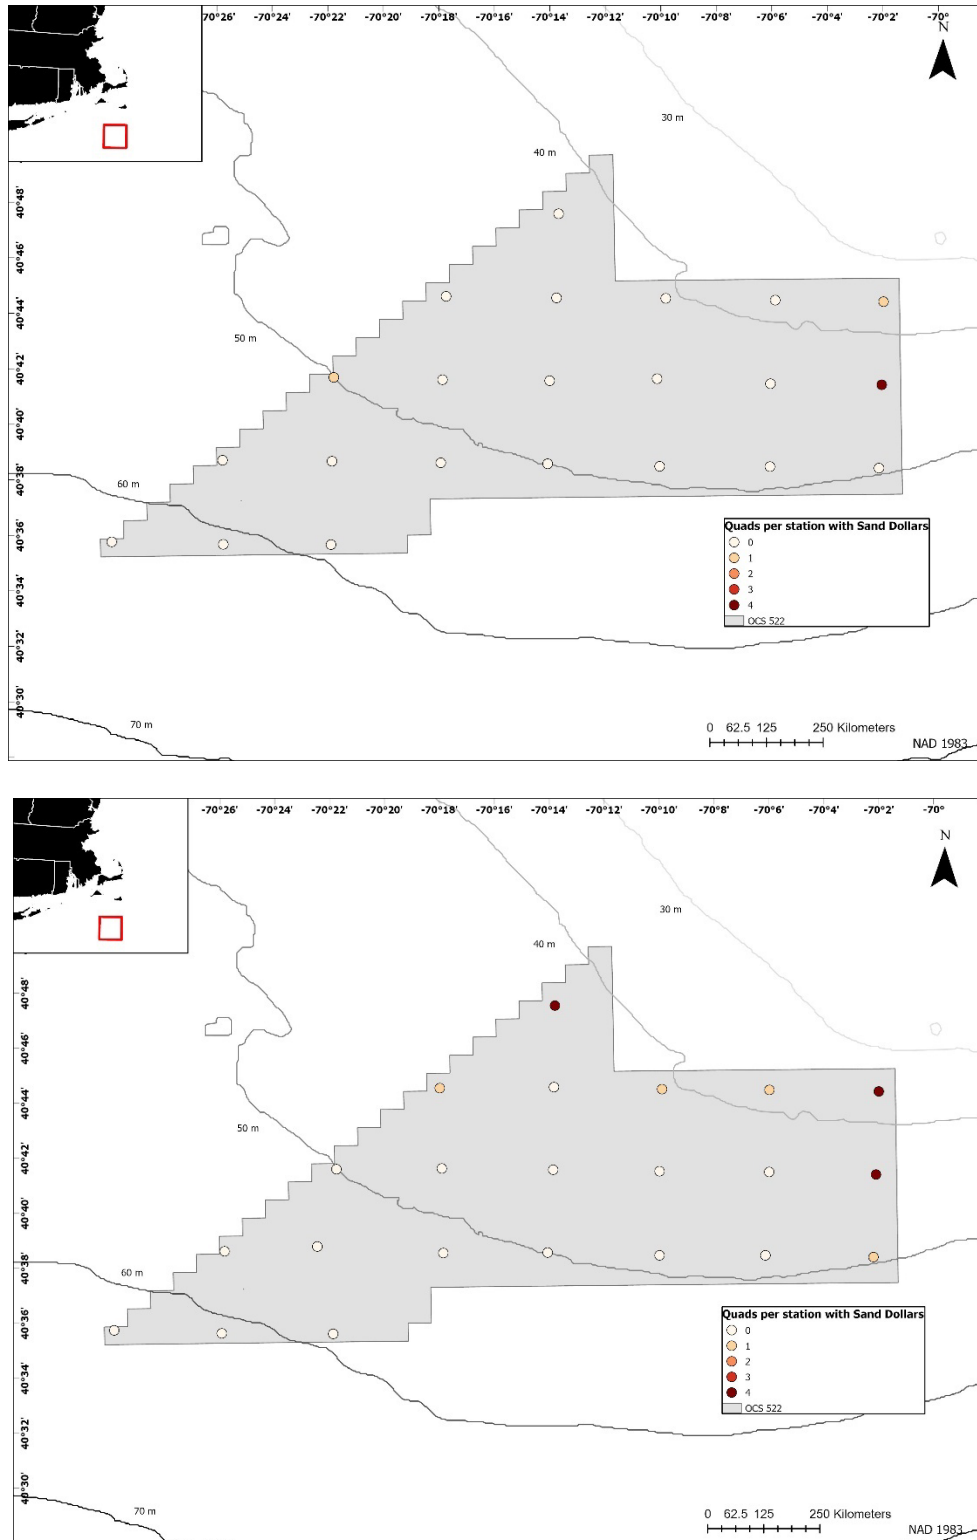 -70°26' -70°24' -70°22' -70°20' -70°18' -70°16' -70°14' -70°12' -70°10' -70°8' -70°6' -70°4' -70°2' -70°
N
30 m
40 m
40°48'
40°46'
40°44'
50 m
40°42'
40°40'
40°38'
60 m
40°36'
Quads per station with Sand Dollars
0
1
2
3
4
OCS 522
40°34'
40°32'
40°30'
70 m
0 62.5 125 250 Kilometers
NAD 1983
-70°26' -70°24' -70°22' -70°20' -70°18' -70°16' -70°14' -70°12' -70°10' -70°8' -70°6' -70°4' -70°2' -70°
N
30 m
40 m
40°48'
40°46'
40°44'
50 m
40°42'
40°40'
40°38'
60 m
40°36'
Quads per station with Sand Dollars
0
1
2
3
4
OCS 522
40°34'
40°32'
40°30'
70 m
0 62.5 125 250 Kilometers
NAD 1983